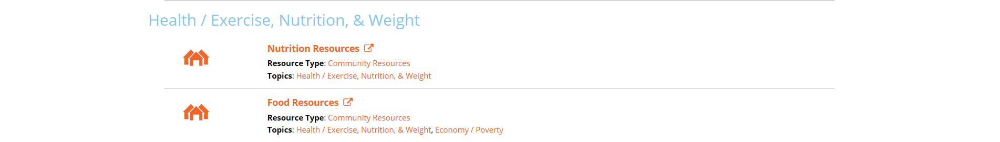 Health / Exercise, Nutrition, & Weight
Nutrition Resources
Resource Type: Community Resources
Topics: Health / Exercise, Nutrition, & Weight
Food Resources
Resource Type: Community Resources
Topics: Health / Exercise, Nutrition, & Weight, Economy / Poverty